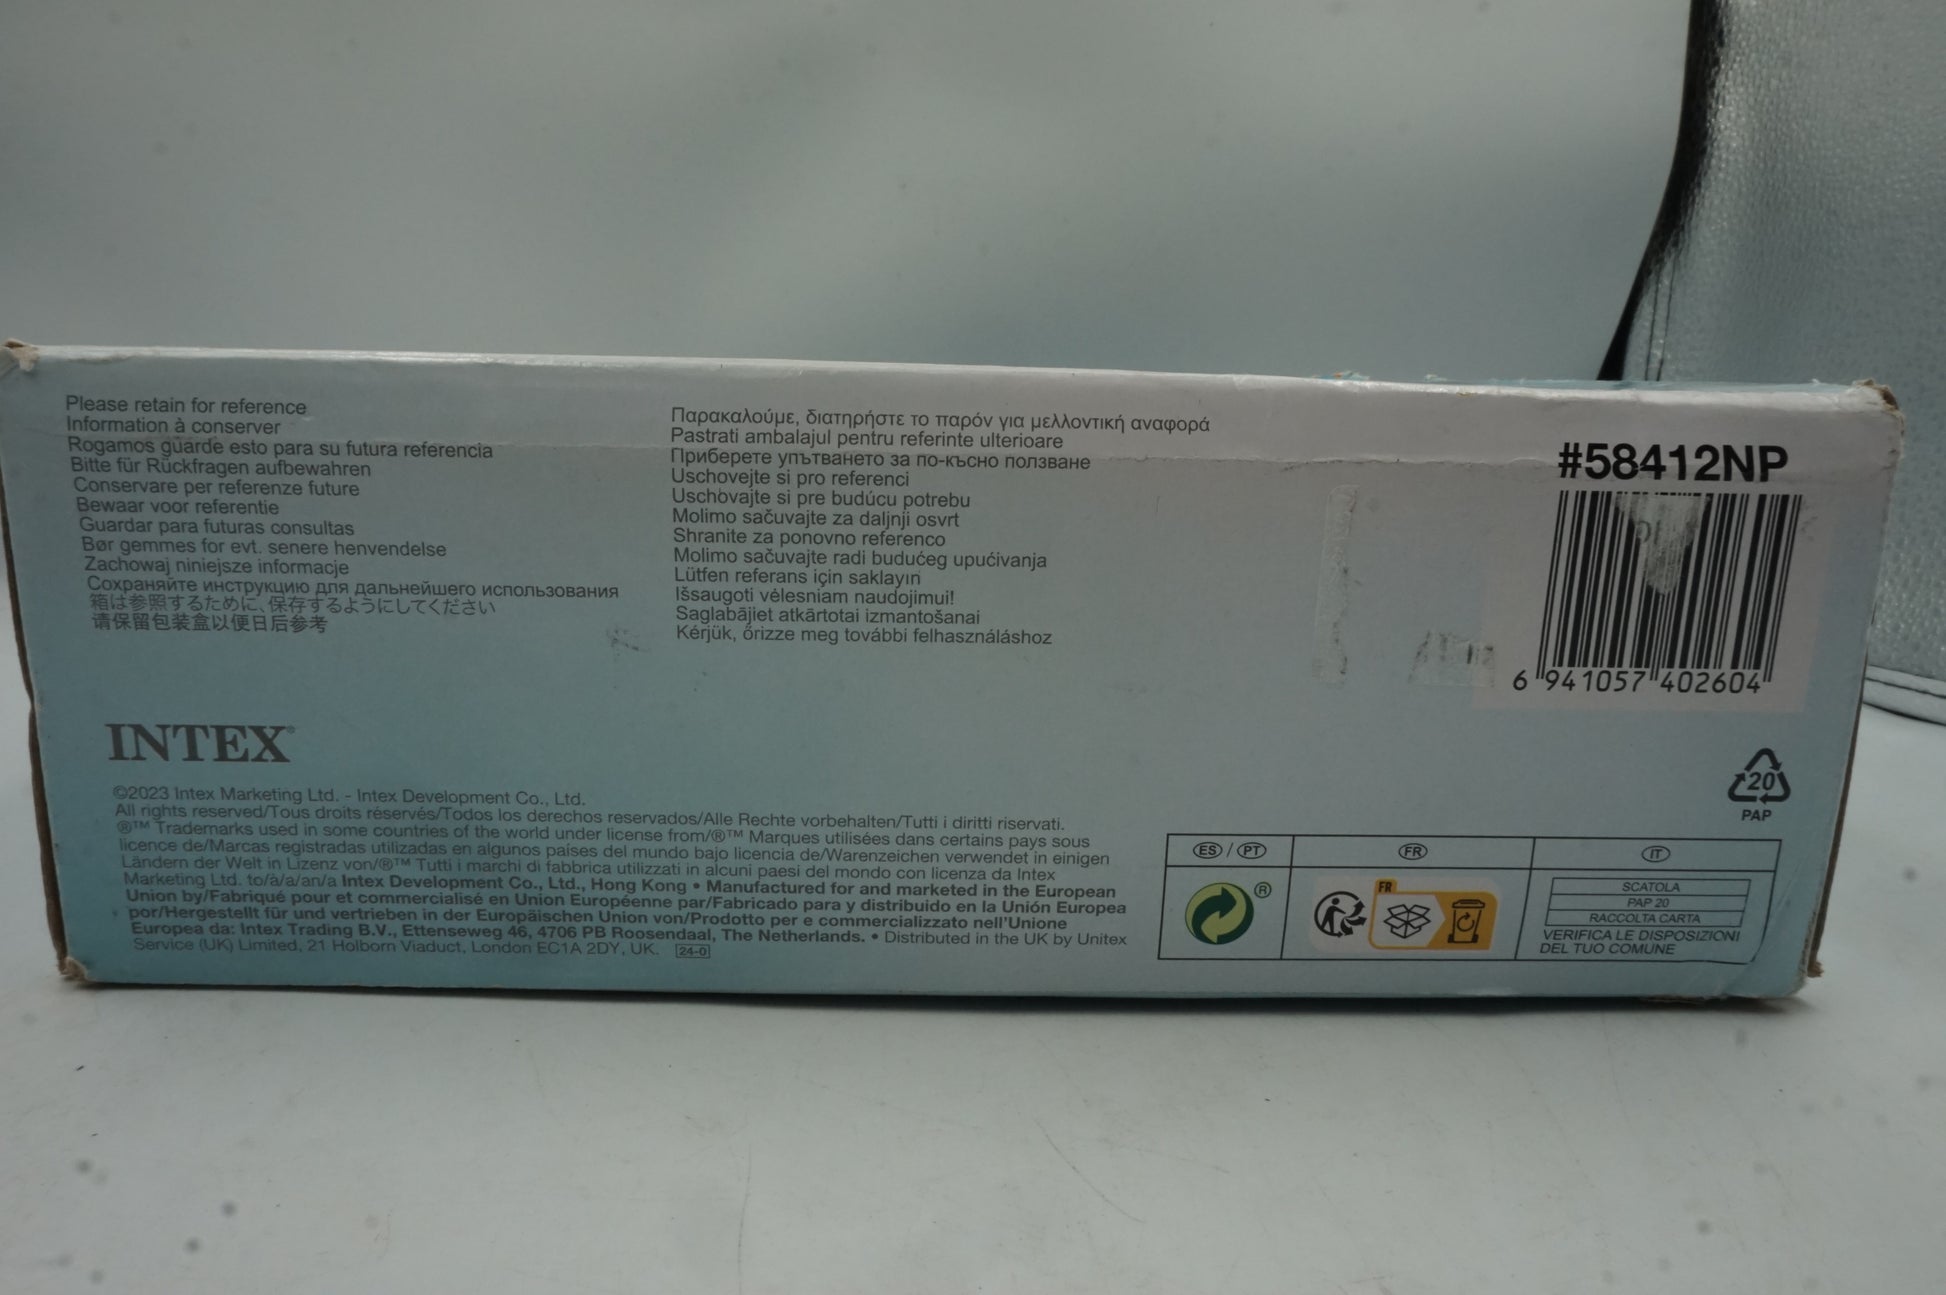 Please retain for reference
Information à conserver
Rogamos guarde esto para su futura referencia
Bitte für Rückfragen aufbewahren
Conservare per referenze future
Bewaar voor referentie
Guardar para futuras consultas
Bør gemmes for evt. senere henvendelse
Zachowaj niniejsze informacje
Сохраняйте инструкцию для дальнейшего использования
箱は参照するために、保存するようにしてください
请保留包装盒以便日后参考
Παρακαλούμε, διατηρήστε το παρόν για μελλοντική αναφορά
Pastrati ambalajul pentru referinte ulterioare
Приберете упътването за по-късно ползване
Uschovejte si pro referenci
Uschovajte si pre budúcu potrebu
Molimo sačuvajte za daljnji osvrt
Shranite za ponovno referenco
Molimo sačuvajte radi budućeg upućivanja
Lütfen referans için saklayın
Išsaugoti vėlesniam naudojimui!
Saglabājiet atkārtotai izmantošanai
Kérjük, őrizze meg további felhasználáshoz
#58412NP
6 941057 402604
INTEX®
©2023 Intex Marketing Ltd. - Intex Development Co., Ltd.
All rights reserved/Tous droits réservés/Todos los derechos reservados/Alle Rechte vorbehalten/Tutti i diritti riservati.
®™ Trademarks used in some countries of the world under license from/®™ Marques utilisées dans certains pays sous
licence de/Marcas registradas utilizadas en algunos países del mundo bajo licencia de/Warenzeichen verwendet in einigen
Ländern der Welt in Lizenz von/®™ Tutti i marchi di fabbrica utilizzati in alcuni paesi del mondo con licenza da Intex
Marketing Ltd. to/à/a/an/a Intex Development Co., Ltd., Hong Kong • Manufactured for and marketed in the European
Union by/Fabriqué pour et commercialisé en Union Européenne par/Fabricado para y distribuido en la Unión Europea
por/Hergestellt für und vertrieben in der Europäischen Union von/Prodotto per e commercializzato nell'Unione
Europea da: Intex Trading B.V., Ettenseweg 46, 4706 PB Roosendaal, The Netherlands. • Distributed in the UK by Unitex
Service (UK) Limited, 21 Holborn Viaduct, London EC1A 2DY, UK. 24-0
20
PAP
ES / PT
®
FR
FR
IT
SCATOLA
PAP 20
RACCOLTA CARTA
VERIFICA LE DISPOSIZIONI
DEL TUO COMUNE